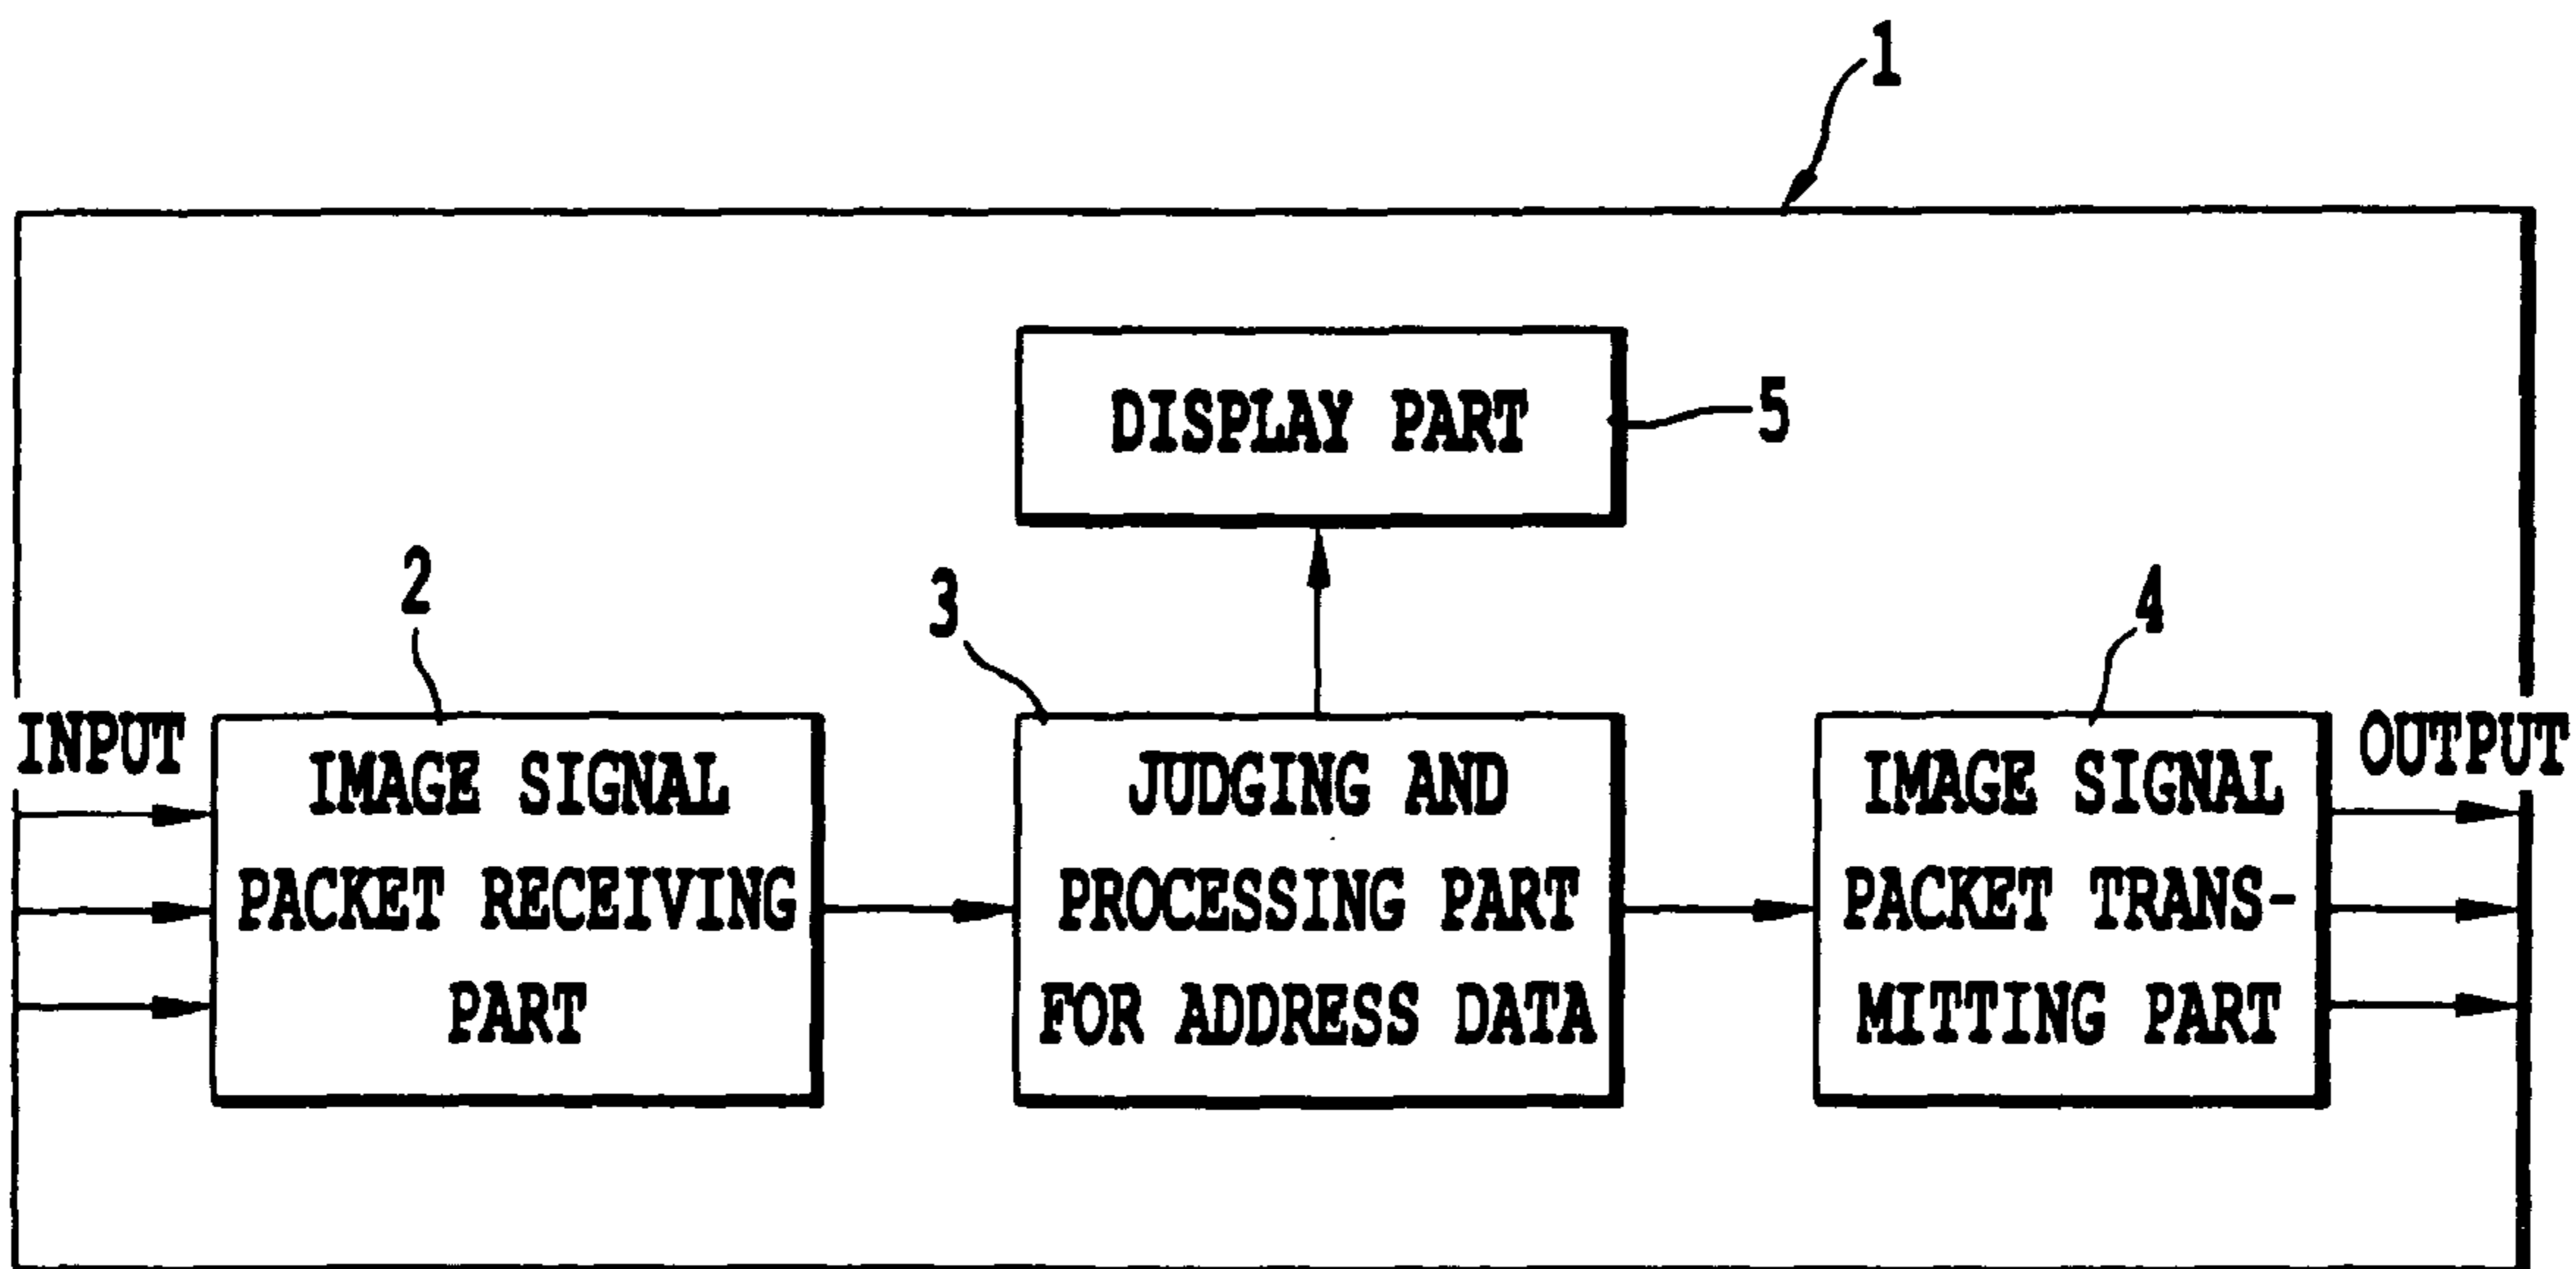 1
DISPLAY PART
5
2
3
4
INPUT
IMAGE SIGNAL
PACKET RECEIVING
PART
JUDGING AND
PROCESSING PART
FOR ADDRESS DATA
IMAGE SIGNAL
PACKET TRANS-
MITTING PART
OUTPUT